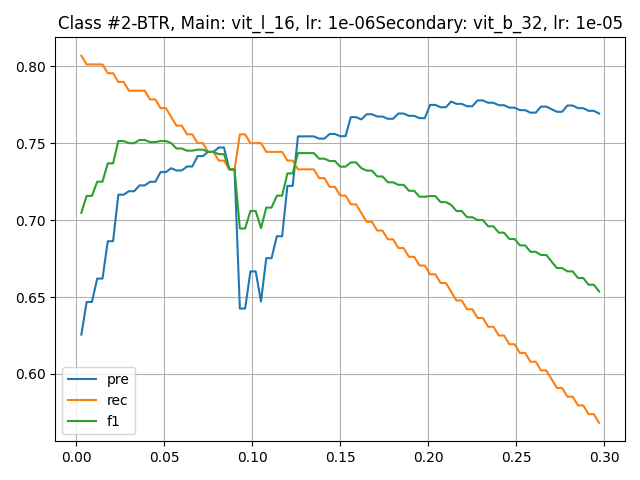 Class #2-BTR, Main: vit_l_16, lr: 1e-06Secondary: vit_b_32, lr: 1e-05
0.80
0.75
0.70
0.65
0.60
pre
rec
f1
0.00 0.05 0.10 0.15 0.20 0.25 0.30